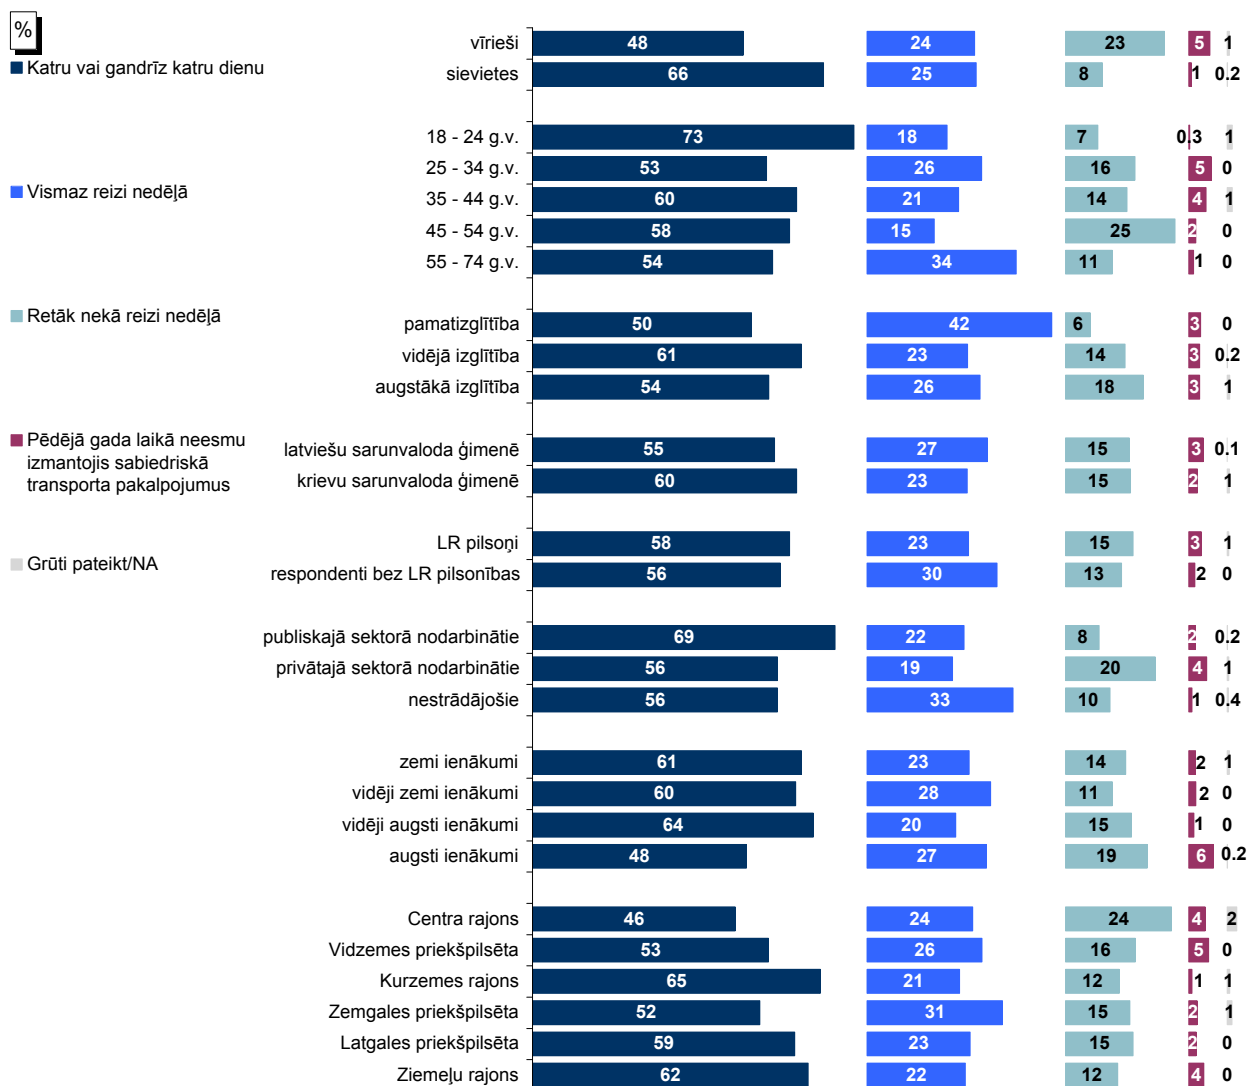 %
Katru vai gandrīz katru dienu
Vismaz reizi nedēļā
Retāk nekā reizi nedēļā
Pēdējā gada laikā neesmu
izmantojis sabiedriskā
transporta pakalpojumus
Grūti pateikt/NA
vīrieši 48 24 23 5 1
sievietes 66 25 8 1 0.2
18 - 24 g.v. 73 18 7 0.3 1
25 - 34 g.v. 53 26 16 5 0
35 - 44 g.v. 60 21 14 4 1
45 - 54 g.v. 58 15 25 2 0
55 - 74 g.v. 54 34 11 1 0
pamatizglītība 50 42 6 3 0
vidējā izglītība 61 23 14 3 0.2
augstākā izglītība 54 26 18 3 1
latviešu sarunvaloda ģimenē 55 27 15 3 0.1
krievu sarunvaloda ģimenē 60 23 15 2 1
LR pilsoņi 58 23 15 3 1
respondenti bez LR pilsonības 56 30 13 2 0
publiskajā sektorā nodarbinātie 69 22 8 2 0.2
privātajā sektorā nodarbinātie 56 19 20 4 1
nestrādājošie 56 33 10 1 0.4
zemi ienākumi 61 23 14 2 1
vidēji zemi ienākumi 60 28 11 2 0
vidēji augsti ienākumi 64 20 15 1 0
augsti ienākumi 48 27 19 6 0.2
Centra rajons 46 24 24 4 2
Vidzemes priekšpilsēta 53 26 16 5 0
Kurzemes rajons 65 21 12 1 1
Zemgales priekšpilsēta 52 31 15 2 1
Latgales priekšpilsēta 59 23 15 2 0
Ziemeļu rajons 62 22 12 4 0